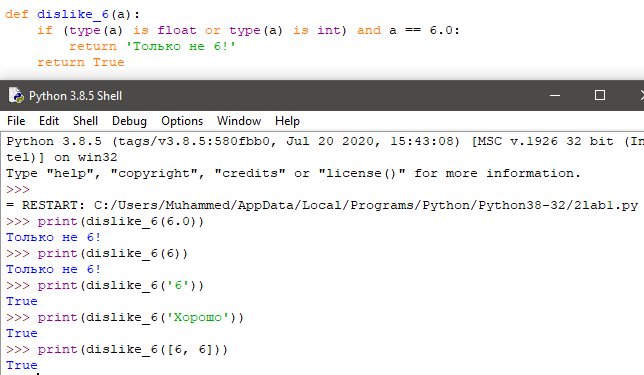 def dislike_6(a):
    if (type(a) is float or type(a) is int) and a == 6.0:
        return 'Только не 6!'
    return True
Python 3.8.5 Shell
File Edit Shell Debug Options Window Help
Python 3.8.5 (tags/v3.8.5:580fbb0, Jul 20 2020, 15:43:08) [MSC v.1926 32 bit (In
tel)] on win32
Type "help", "copyright", "credits" or "license()" for more information.
>>>
= RESTART: C:/Users/Muhammed/AppData/Local/Programs/Python/Python38-32/2lab1.py
>>> print(dislike_6(6.0))
Только не 6!
>>> print(dislike_6(6))
Только не 6!
>>> print(dislike_6('6'))
True
>>> print(dislike_6('Хорошо'))
True
>>> print(dislike_6([6, 6]))
True